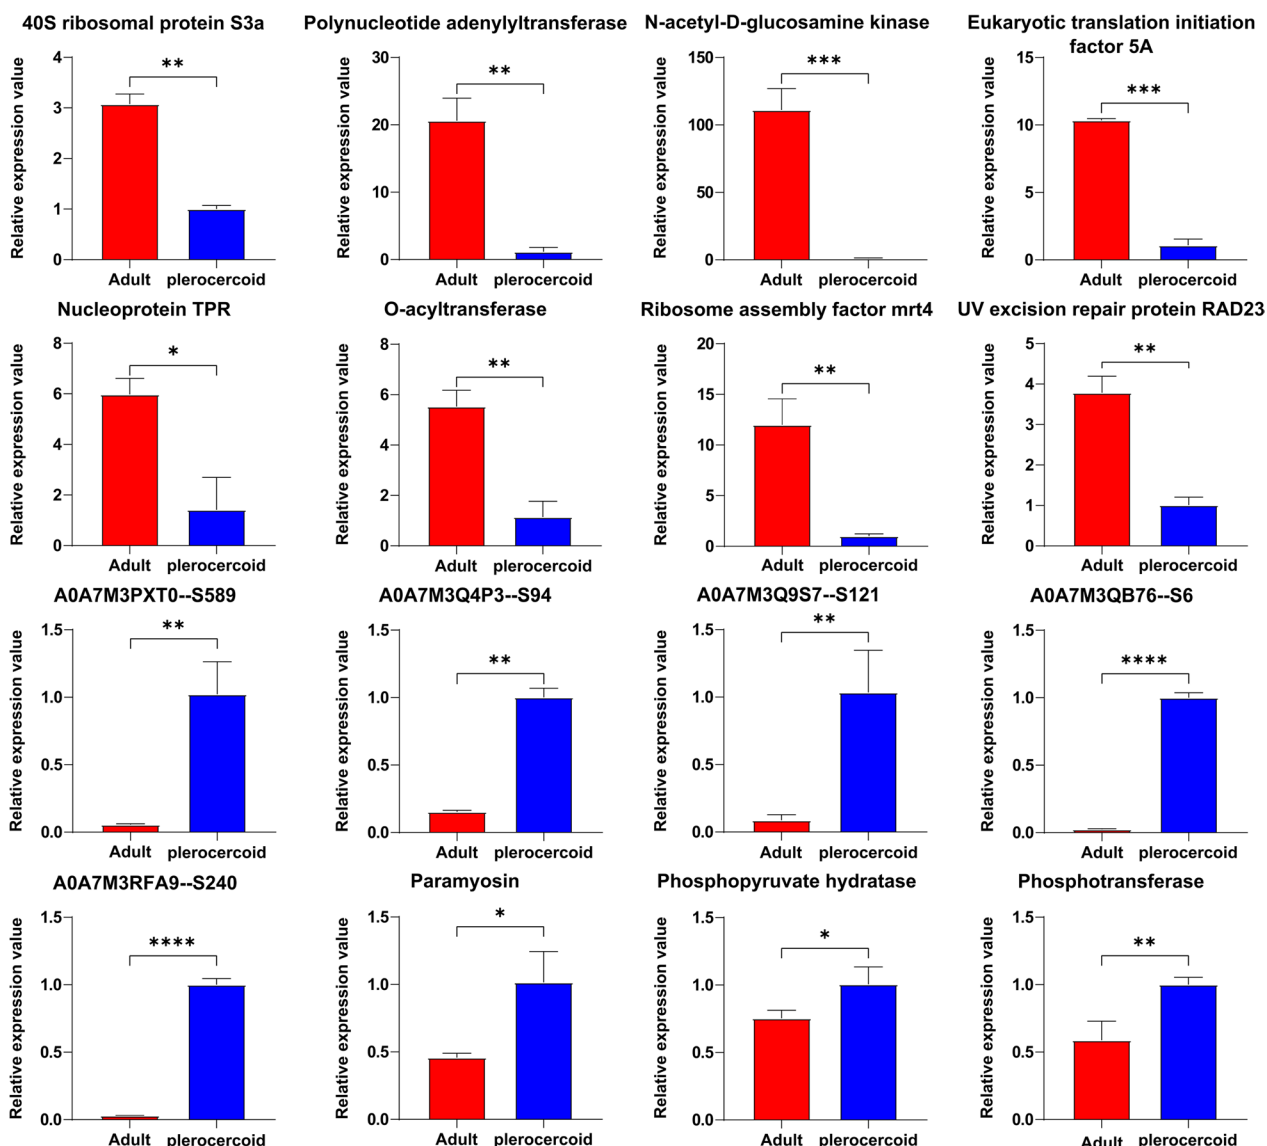 40S ribosomal protein S3a
Polynucleotide adenylyltransferase
N-acetyl-D-glucosamine kinase
Eukaryotic translation initiation
factor 5A
Relative expression value
4
3
2
1
0
**
Adult
plerocercoid
Relative expression value
30
20
10
0
**
Adult
plerocercoid
Relative expression value
150
100
50
0
***
Adult
plerocercoid
Relative expression value
15
10
5
0
***
Adult
plerocercoid
Nucleoprotein TPR
O-acyltransferase
Ribosome assembly factor mrt4
UV excision repair protein RAD23
Relative expression value
8
6
4
2
0
*
Adult
plerocercoid
Relative expression value
8
6
4
2
0
**
Adult
plerocercoid
Relative expression value
20
15
10
5
0
**
Adult
plerocercoid
Relative expression value
5
4
3
2
1
0
**
Adult
plerocercoid
A0A7M3PXT0--S589
A0A7M3Q4P3--S94
A0A7M3Q9S7--S121
A0A7M3QB76--S6
Relative expression value
1.5
1.0
0.5
0.0
**
Adult
plerocercoid
Relative expression value
1.5
1.0
0.5
0.0
**
Adult
plerocercoid
Relative expression value
1.5
1.0
0.5
0.0
**
Adult
plerocercoid
Relative expression value
1.5
1.0
0.5
0.0
****
Adult
plerocercoid
A0A7M3RFA9--S240
Paramyosin
Phosphopyruvate hydratase
Phosphotransferase
Relative expression value
1.5
1.0
0.5
0.0
****
Adult
plerocercoid
Relative expression value
1.5
1.0
0.5
0.0
*
Adult
plerocercoid
Relative expression value
1.5
1.0
0.5
0.0
*
Adult
plerocercoid
Relative expression value
1.5
1.0
0.5
0.0
**
Adult
plerocercoid